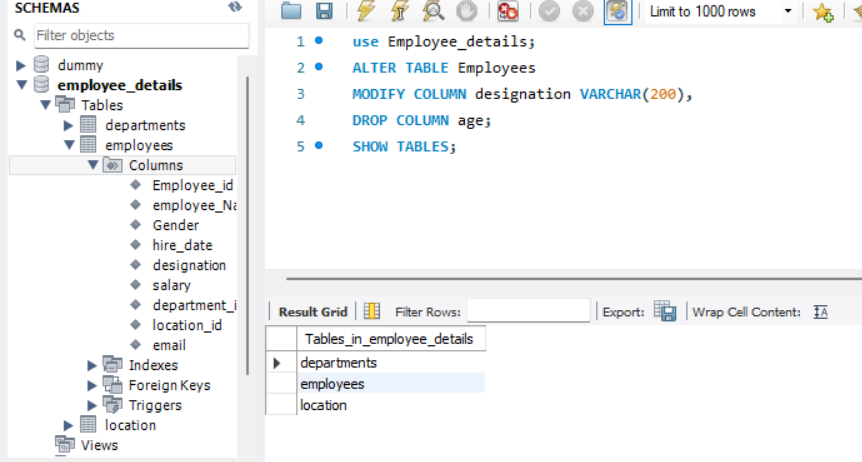 SCHEMAS
Filter objects
dummy
employee_details
Tables
departments
employees
Columns
Employee_id
employee_Na
Gender
hire_date
designation
salary
department_i
location_id
email
Indexes
Foreign Keys
Triggers
location
Views
Limit to 1000 rows
1 use Employee_details;
2 ALTER TABLE Employees
3 MODIFY COLUMN designation VARCHAR(200),
4 DROP COLUMN age;
5 SHOW TABLES;
Result Grid Filter Rows: Export: Wrap Cell Content: IA
Tables_in_employee_details
departments
employees
location